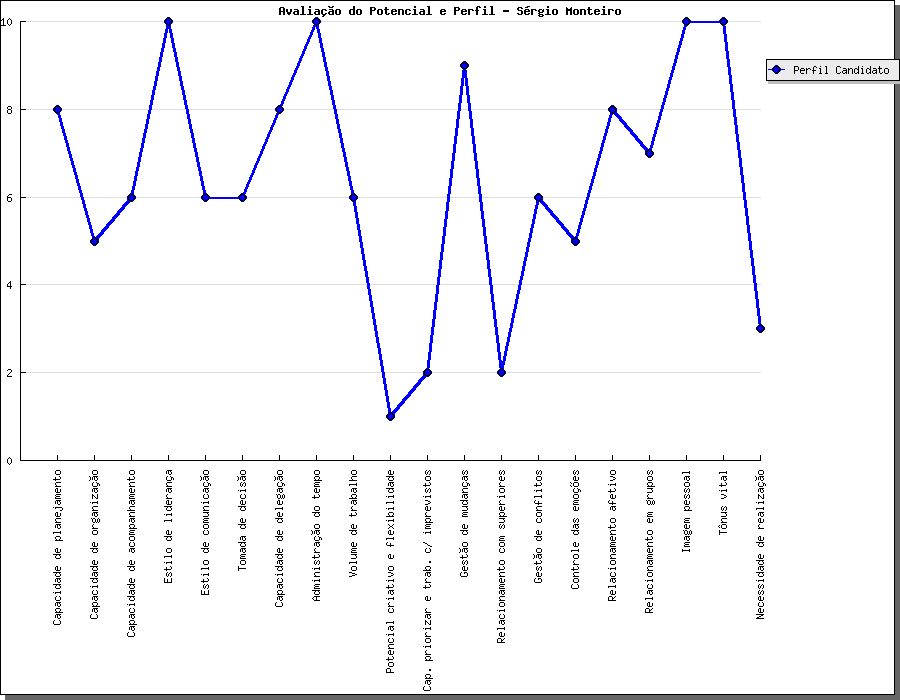 Avaliação do Potencial e Perfil - Sérgio Monteiro
Perfil Candidato
10
8
6
4
2
0
Capacidade de planejamento
Capacidade de organização
Capacidade de acompanhamento
Estilo de liderança
Estilo de comunicação
Tomada de decisão
Capacidade de delegação
Administração do tempo
Volume de trabalho
Potencial criativo e flexibilidade
Cap. priorizar e trab. c/ imprevistos
Gestão de mudanças
Relacionamento com superiores
Gestão de conflitos
Controle das emoções
Relacionamento afetivo
Relacionamento em grupos
Imagem pessoal
Tônus vital
Necessidade de realização